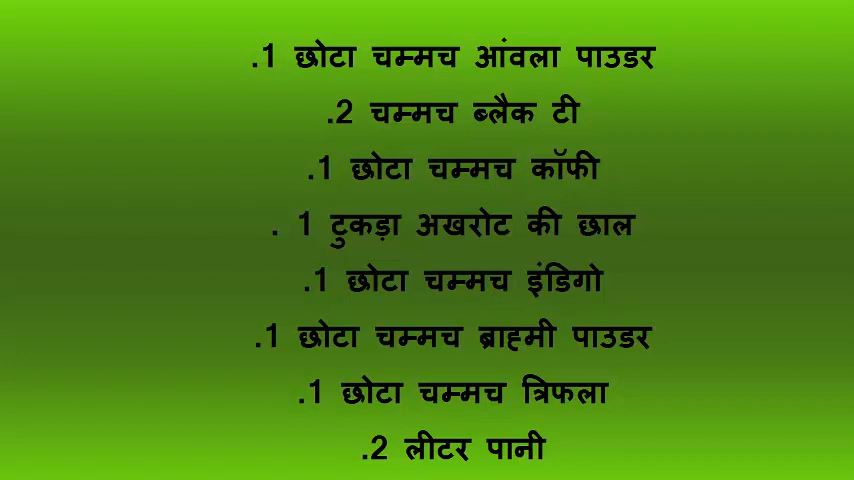 .1 छोटा चम्मच आंवला पाउडर
.2 चम्मच ब्लैक टी
.1 छोटा चम्मच कॉफी
. 1 टुकड़ा अखरोट की छाल
.1 छोटा चम्मच इंडिगो
.1 छोटा चम्मच ब्राह्मी पाउडर
.1 छोटा चम्मच त्रिफला
.2 लीटर पानी